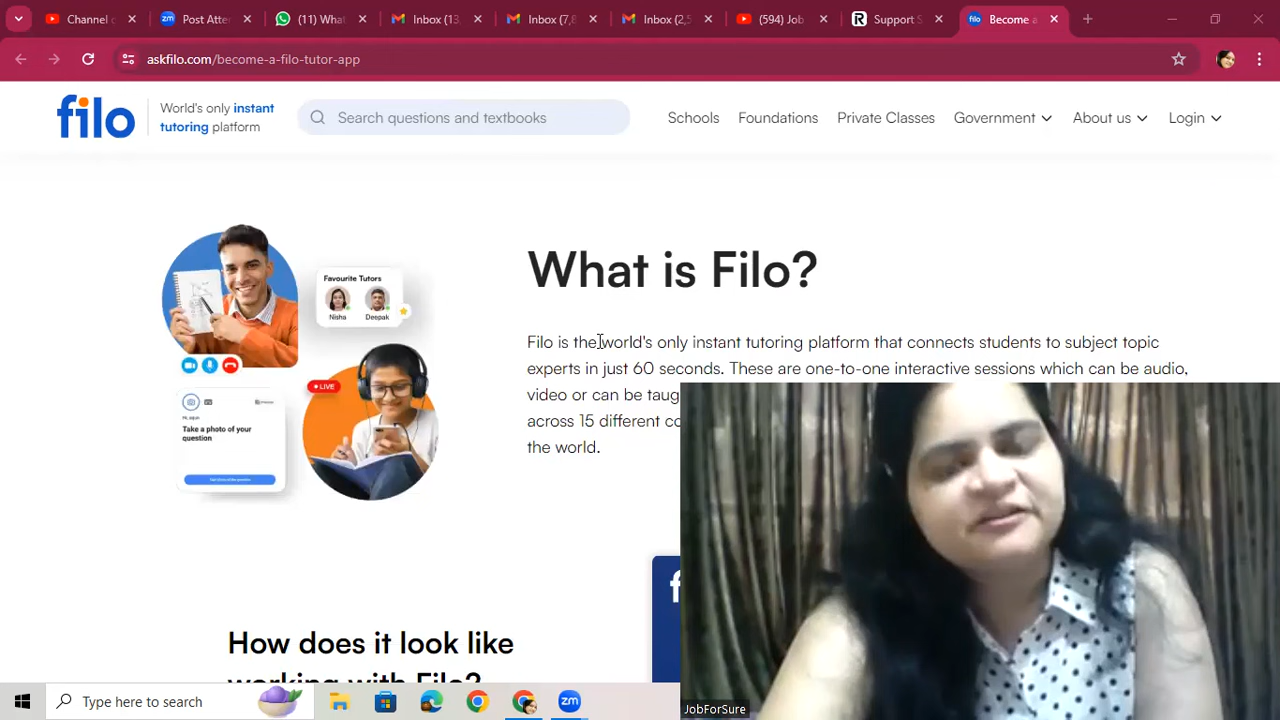 Channel c
Post Atte
(11) What
Inbox (13,
Inbox (7,8
Inbox (2,5
(594) Job
Support S
Become a
askfilo.com/become-a-filo-tutor-app
filo
World's only instant
tutoring platform
Search questions and textbooks
Schools
Foundations
Private Classes
Government
About us
Login
Favourite Tutors
Nisha
Deepak
LIVE
Take a photo of your
question
What is Filo?
Filo is the world's only instant tutoring platform that connects students to subject topic
experts in just 60 seconds. These are one-to-one interactive sessions which can be audio,
video or can be taug
across 15 different co
the world.
How does it look like
working with Filo?
f
Type here to search
zm
JobForSure